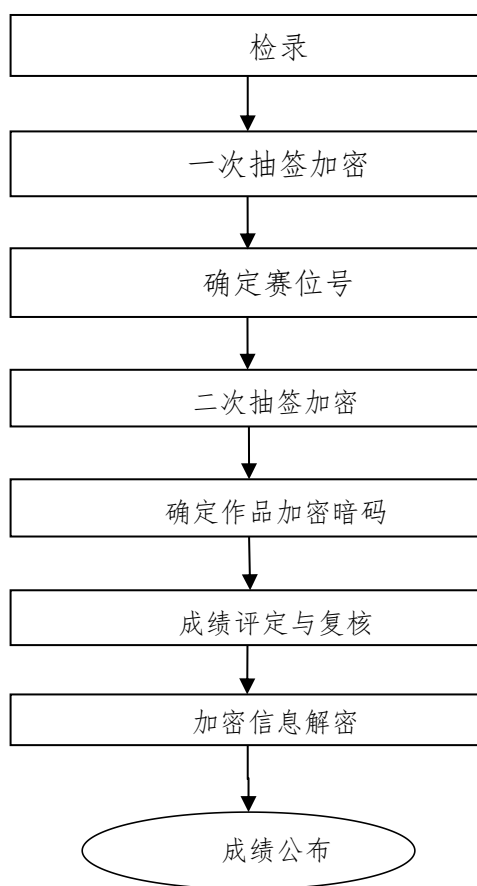 检录
一次抽签加密
确定赛位号
二次抽签加密
确定作品加密暗码
成绩评定与复核
加密信息解密
成绩公布